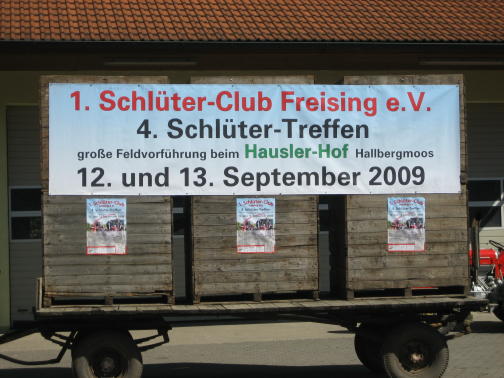 1. Schlüter-Club Freising e.V.
4. Schlüter-Treffen
große Feldvorführung beim Hausler-Hof Hallbergmoos
12. und 13. September 2009